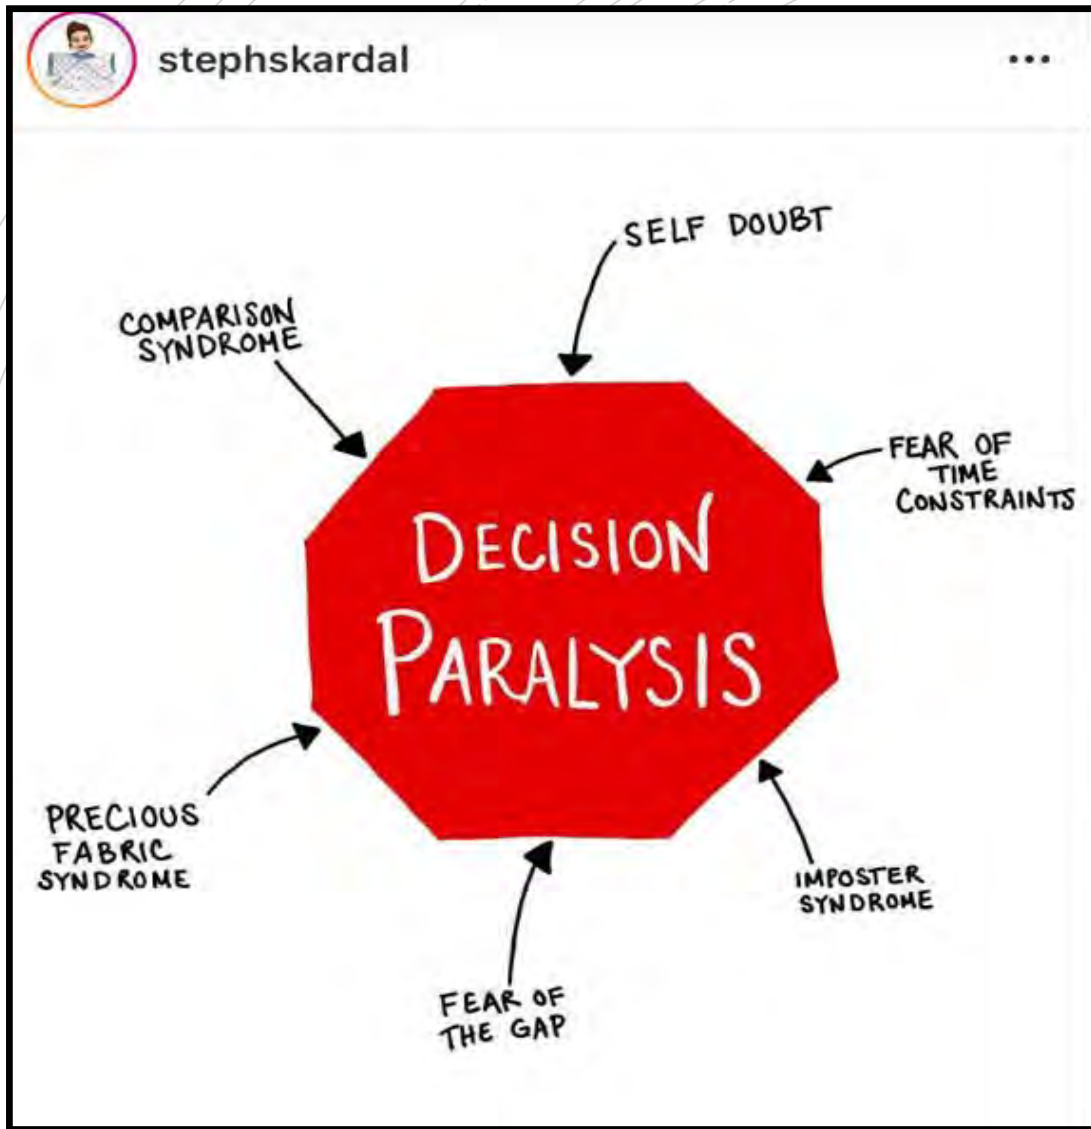 stephskardal
SELF DOUBT
COMPARISON
SYNDROME
FEAR OF
TIME
CONSTRAINTS
DECISION
PARALYSIS
PRECIOUS
FABRIC
SYNDROME
IMPOSTER
SYNDROME
FEAR OF
THE GAP